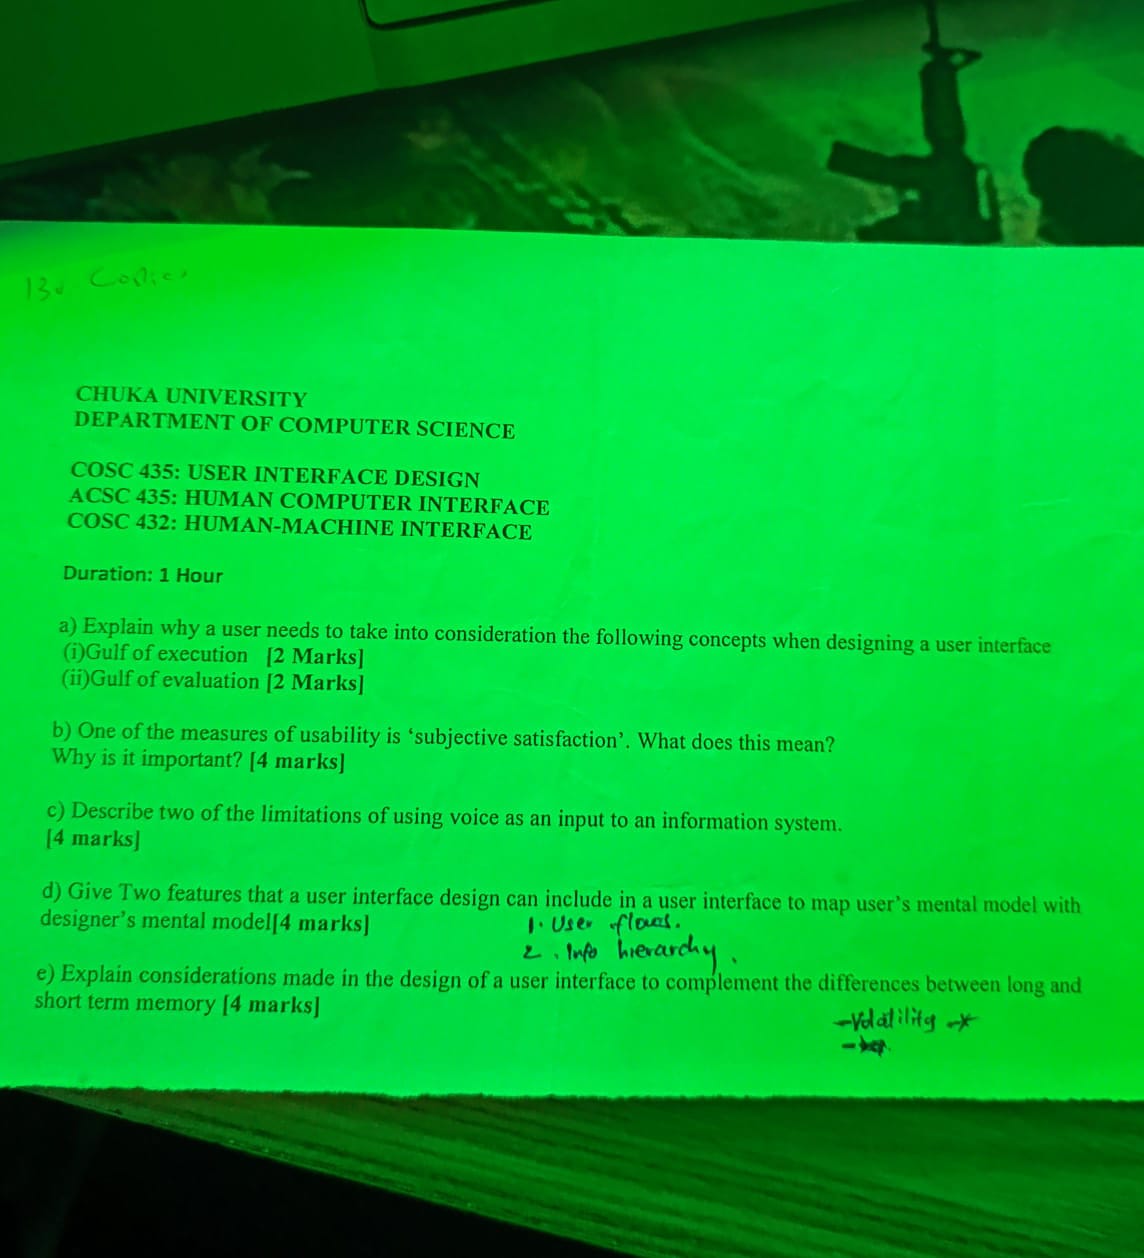 130 Copies
CHUKA UNIVERSITY
DEPARTMENT OF COMPUTER SCIENCE
COSC 435: USER INTERFACE DESIGN
ACSC 435: HUMAN COMPUTER INTERFACE
COSC 432: HUMAN-MACHINE INTERFACE
Duration: 1 Hour
a) Explain why a user needs to take into consideration the following concepts when designing a user interface
(i)Gulf of execution [2 Marks]
(ii)Gulf of evaluation [2 Marks]
b) One of the measures of usability is ‘subjective satisfaction’. What does this mean?
Why is it important? [4 marks]
c) Describe two of the limitations of using voice as an input to an information system.
[4 marks]
d) Give Two features that a user interface design can include in a user interface to map user’s mental model with
designer’s mental model[4 marks]
1. User flows.
2. Info hierarchy.
e) Explain considerations made in the design of a user interface to complement the differences between long and
short term memory [4 marks]
-Volatility